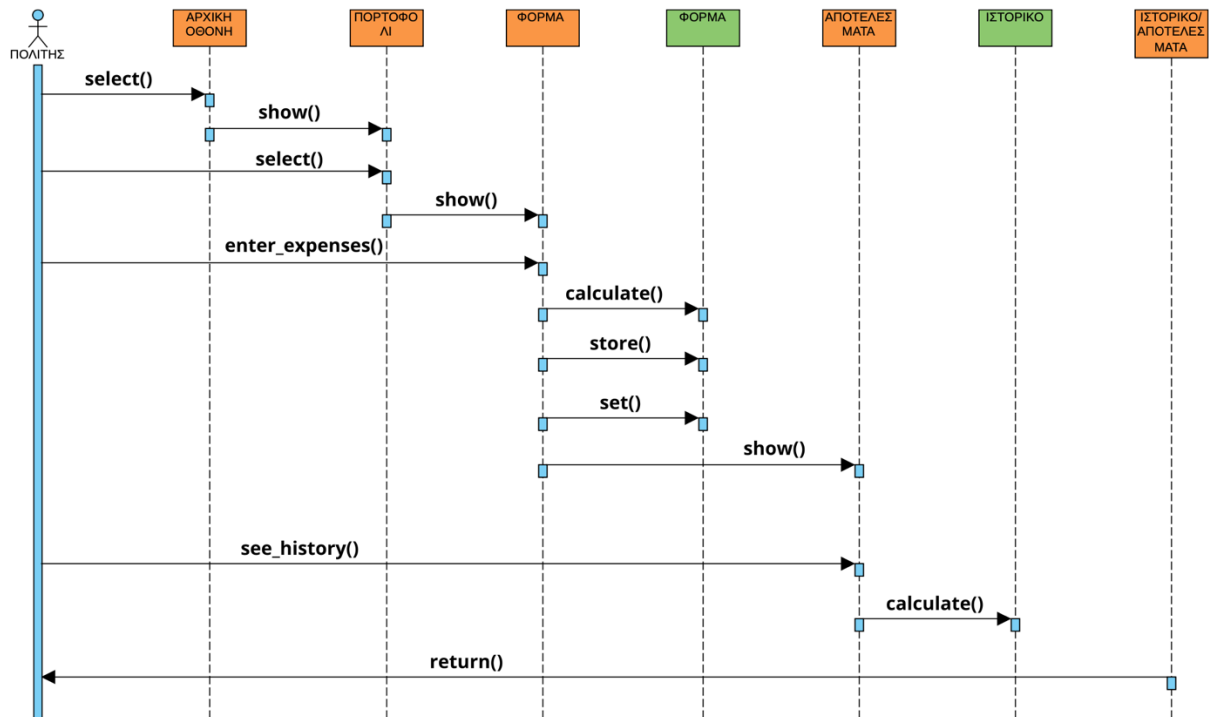 ΑΡΧΙΚΗ
ΟΘΟΝΗ
ΠΟΡΤΟΦΟ
ΛΙ
ΦΟΡΜΑ
ΦΟΡΜΑ
ΑΠΟΤΕΛΕΣ
ΜΑΤΑ
ΙΣΤΟΡΙΚΟ
ΙΣΤΟΡΙΚΟ/
ΑΠΟΤΕΛΕΣ
ΜΑΤΑ
ΠΟΛΙΤΗΣ
select()
show()
select()
show()
enter_expenses()
calculate()
store()
set()
show()
see_history()
calculate()
return()